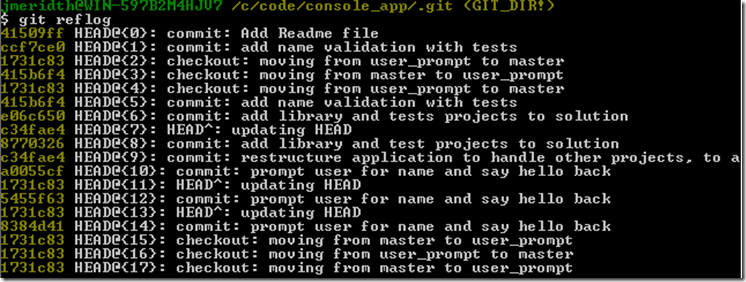 jmeridth@WIN-597B2M4HJV7 /c/code/console_app/.git (GIT_DIR!)
$ git reflog
41509ff HEAD@{0}: commit: Add Readme file
ccf7ce0 HEAD@{1}: commit: add name validation with tests
1731c83 HEAD@{2}: checkout: moving from user_prompt to master
415b6f4 HEAD@{3}: checkout: moving from master to user_prompt
1731c83 HEAD@{4}: checkout: moving from user_prompt to master
415b6f4 HEAD@{5}: commit: add name validation with tests
e06c650 HEAD@{6}: commit: add library and tests projects to solution
c34fae4 HEAD@{7}: HEAD^: updating HEAD
8770326 HEAD@{8}: commit: add library and test projects to solution
c34fae4 HEAD@{9}: commit: restructure application to handle other projects, to a
a0055cf HEAD@{10}: commit: prompt user for name and say hello back
1731c83 HEAD@{11}: HEAD^: updating HEAD
5455f63 HEAD@{12}: commit: prompt user for name and say hello back
1731c83 HEAD@{13}: HEAD^: updating HEAD
8384d41 HEAD@{14}: commit: prompt user for name and say hello back
1731c83 HEAD@{15}: checkout: moving from master to user_prompt
1731c83 HEAD@{16}: checkout: moving from user_prompt to master
1731c83 HEAD@{17}: checkout: moving from master to user_prompt